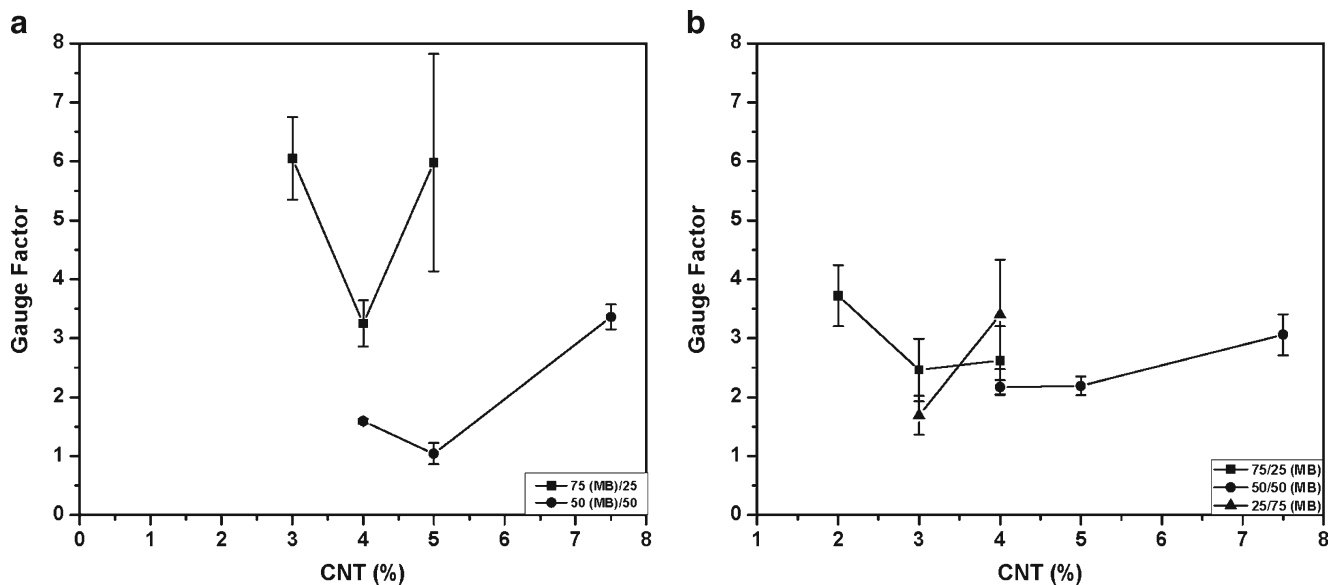 a
8
7
6
5
4
3
2
1
0
Gauge Factor
0 1 2 3 4 5 6 7 8
CNT (%)
75 (MB)/25
50 (MB)/50
b
8
7
6
5
4
3
2
1
0
Gauge Factor
1 2 3 4 5 6 7 8
CNT (%)
75/25 (MB)
50/50 (MB)
25/75 (MB)